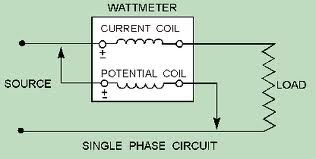 WATTMETER
CURRENT COIL
±
SOURCE
POTENTIAL COIL
±
LOAD
SINGLE PHASE CIRCUIT